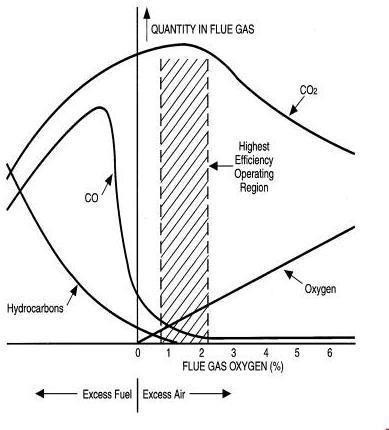 QUANTITY IN FLUE GAS
CO2
Highest
Efficiency
Operating
Region
CO
Oxygen
Hydrocarbons
0 1 2 3 4 5 6
FLUE GAS OXYGEN (%)
Excess Fuel Excess Air